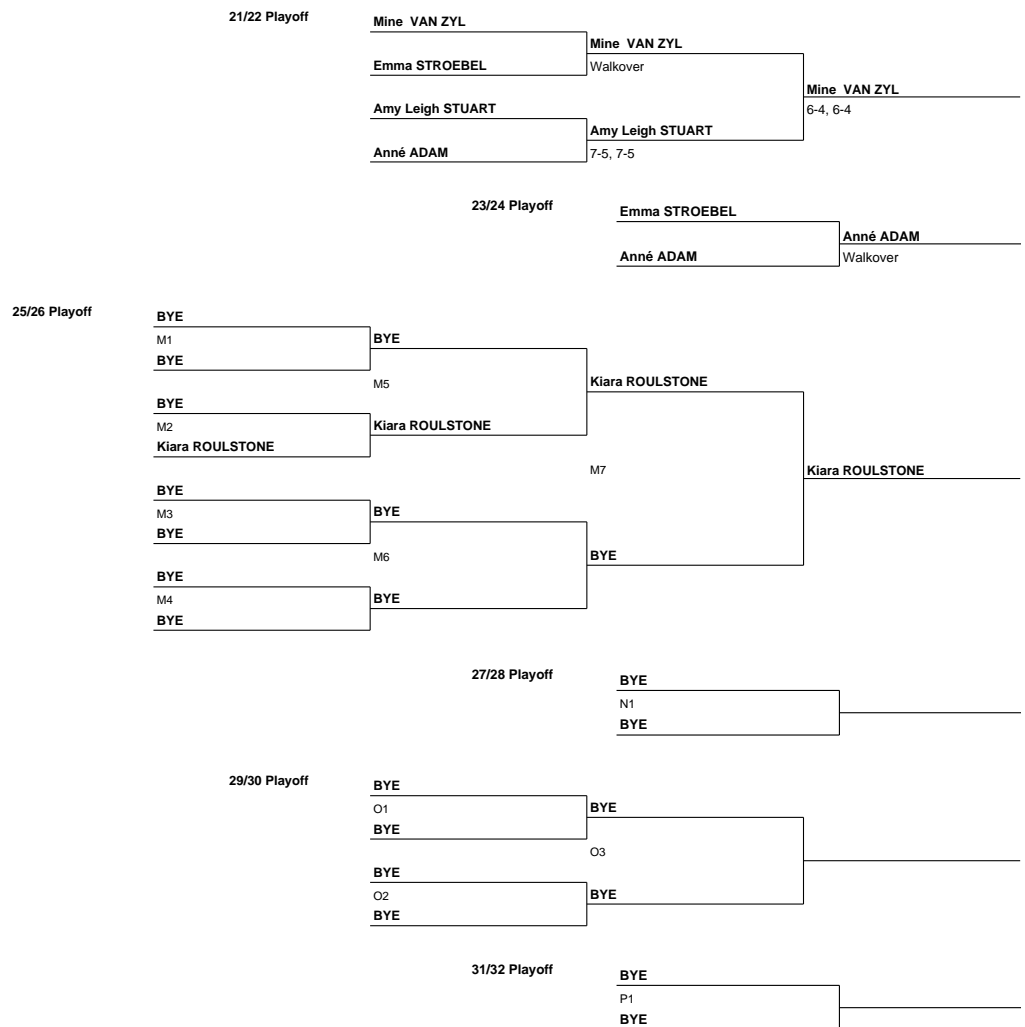 21/22 Playoff
Mine  VAN ZYL
Mine  VAN ZYL
Emma STROEBEL
Walkover
Mine  VAN ZYL
6-4, 6-4
Amy Leigh STUART
Amy Leigh STUART
Anné ADAM
7-5, 7-5
23/24 Playoff
Emma STROEBEL
Anné ADAM
Anné ADAM
Walkover
25/26 Playoff
BYE
M1
BYE
BYE
M5
Kiara ROULSTONE
BYE
M2
Kiara ROULSTONE
Kiara ROULSTONE
M7
Kiara ROULSTONE
BYE
M3
BYE
BYE
M6
BYE
BYE
M4
BYE
BYE
27/28 Playoff
BYE
N1
BYE
29/30 Playoff
BYE
O1
BYE
BYE
O3
BYE
O2
BYE
BYE
31/32 Playoff
BYE
P1
BYE